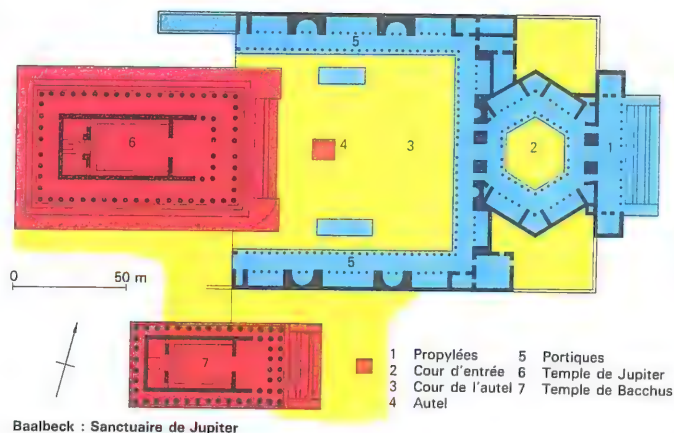 5
6
4
3
2
1
5
0 50 m
7
1 Propylées 5 Portiques
2 Cour d'entrée 6 Temple de Jupiter
3 Cour de l'autel 7 Temple de Bacchus
4 Autel
Baalbeck : Sanctuaire de Jupiter